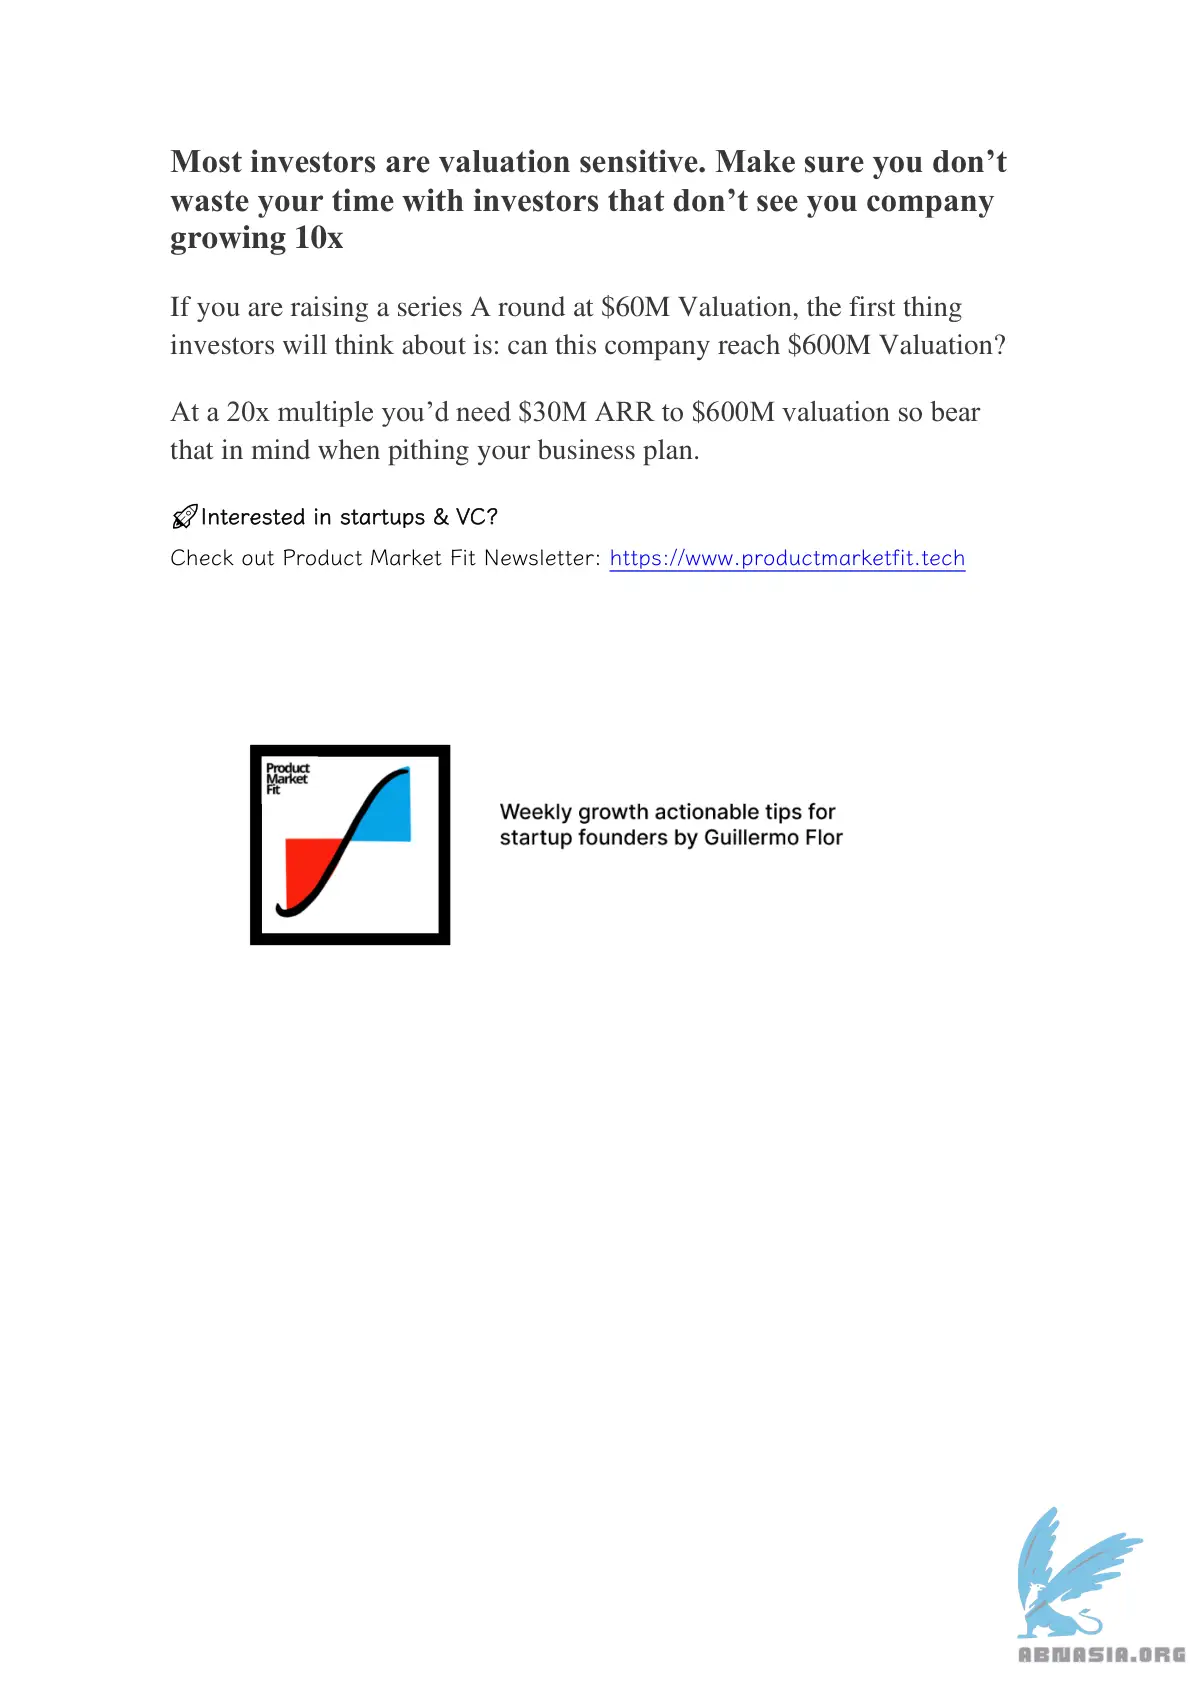 Most investors are valuation sensitive. Make sure you don’t
waste your time with investors that don’t see you company
growing 10x
If you are raising a series A round at $60M Valuation, the first thing
investors will think about is: can this company reach $600M Valuation?
At a 20x multiple you’d need $30M ARR to $600M valuation so bear
that in mind when pithing your business plan.
🚀Interested in startups & VC?
Check out Product Market Fit Newsletter: https://www.productmarketfit.tech
Product
Market
Fit
Weekly growth actionable tips for
startup founders by Guillermo Flor
ABNASIA.ORG